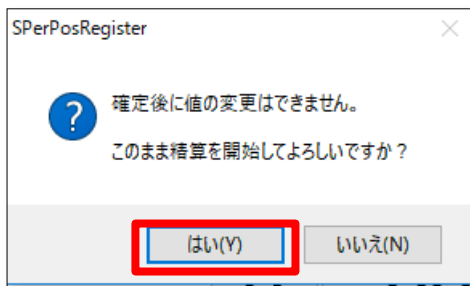 SPerPosRegister
確定後に値の変更はできません。
このまま精算を開始してよろしいですか？
はい(Y)
いいえ(N)